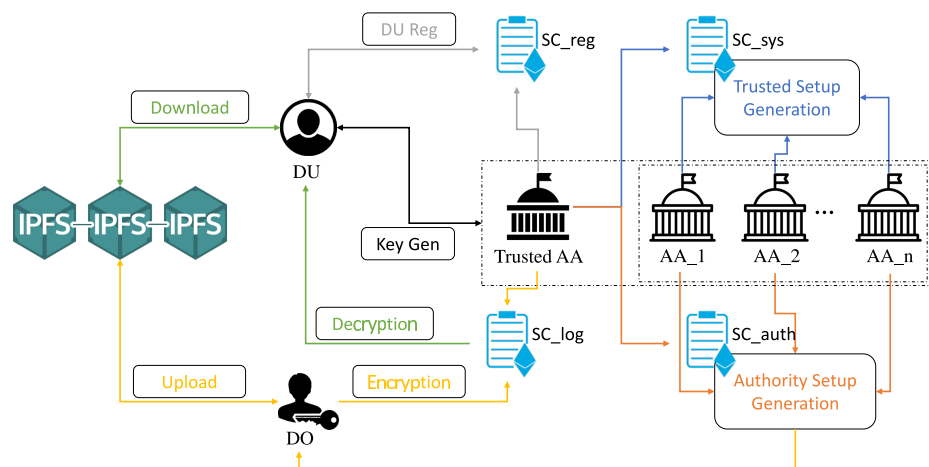 DU Reg
SC_reg
SC_sys
Trusted Setup
Generation
Download
DU
IPFS
IPFS
IPFS
Key Gen
Trusted AA
AA_1
AA_2
...
AA_n
Decryption
SC_log
SC_auth
Upload
Encryption
Authority Setup
Generation
DO